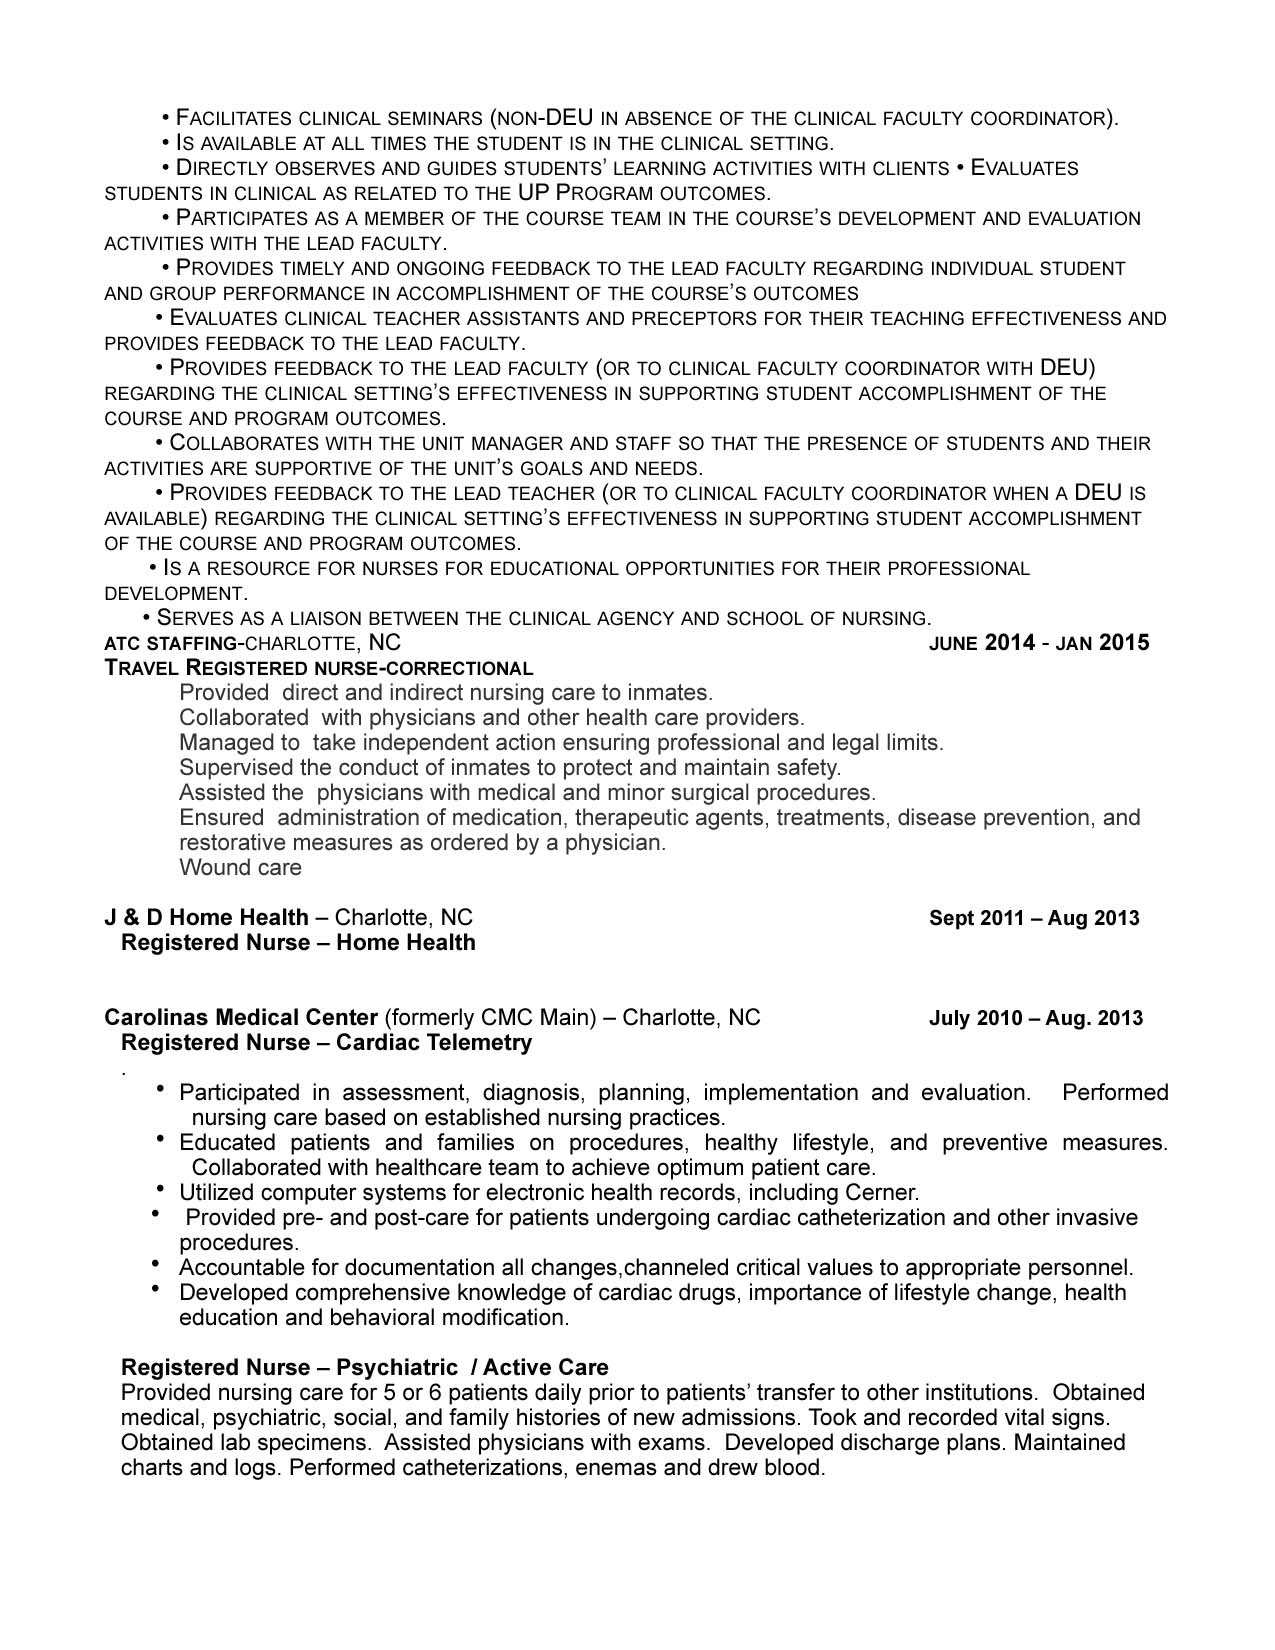 • Facilitates clinical seminars (non-DEU in absence of the clinical faculty coordinator).
• Is available at all times the student is in the clinical setting.
• Directly observes and guides students’ learning activities with clients • Evaluates
students in clinical as related to the UP Program outcomes.
• Participates as a member of the course team in the course’s development and evaluation
activities with the lead faculty.
• Provides timely and ongoing feedback to the lead faculty regarding individual student
and group performance in accomplishment of the course’s outcomes
• Evaluates clinical teacher assistants and preceptors for their teaching effectiveness and
provides feedback to the lead faculty.
• Provides feedback to the lead faculty (or to clinical faculty coordinator with DEU)
regarding the clinical setting’s effectiveness in supporting student accomplishment of the
course and program outcomes.
• Collaborates with the unit manager and staff so that the presence of students and their
activities are supportive of the unit’s goals and needs.
• Provides feedback to the lead teacher (or to clinical faculty coordinator when a DEU is
available) regarding the clinical setting’s effectiveness in supporting student accomplishment
of the course and program outcomes.
• Is a resource for nurses for educational opportunities for their professional
development.
• Serves as a liaison between the clinical agency and school of nursing.
atc staffing-charlotte, NC june 2014 - jan 2015
Travel Registered nurse-correctional
Provided direct and indirect nursing care to inmates.
Collaborated with physicians and other health care providers.
Managed to take independent action ensuring professional and legal limits.
Supervised the conduct of inmates to protect and maintain safety.
Assisted the physicians with medical and minor surgical procedures.
Ensured administration of medication, therapeutic agents, treatments, disease prevention, and
restorative measures as ordered by a physician.
Wound care
J & D Home Health – Charlotte, NC Sept 2011 – Aug 2013
Registered Nurse – Home Health
Carolinas Medical Center (formerly CMC Main) – Charlotte, NC July 2010 – Aug. 2013
Registered Nurse – Cardiac Telemetry
.
• Participated in assessment, diagnosis, planning, implementation and evaluation. Performed
nursing care based on established nursing practices.
• Educated patients and families on procedures, healthy lifestyle, and preventive measures.
Collaborated with healthcare team to achieve optimum patient care.
• Utilized computer systems for electronic health records, including Cerner.
• Provided pre- and post-care for patients undergoing cardiac catheterization and other invasive
procedures.
• Accountable for documentation all changes,channeled critical values to appropriate personnel.
• Developed comprehensive knowledge of cardiac drugs, importance of lifestyle change, health
education and behavioral modification.
Registered Nurse – Psychiatric / Active Care
Provided nursing care for 5 or 6 patients daily prior to patients’ transfer to other institutions. Obtained
medical, psychiatric, social, and family histories of new admissions. Took and recorded vital signs.
Obtained lab specimens. Assisted physicians with exams. Developed discharge plans. Maintained
charts and logs. Performed catheterizations, enemas and drew blood.